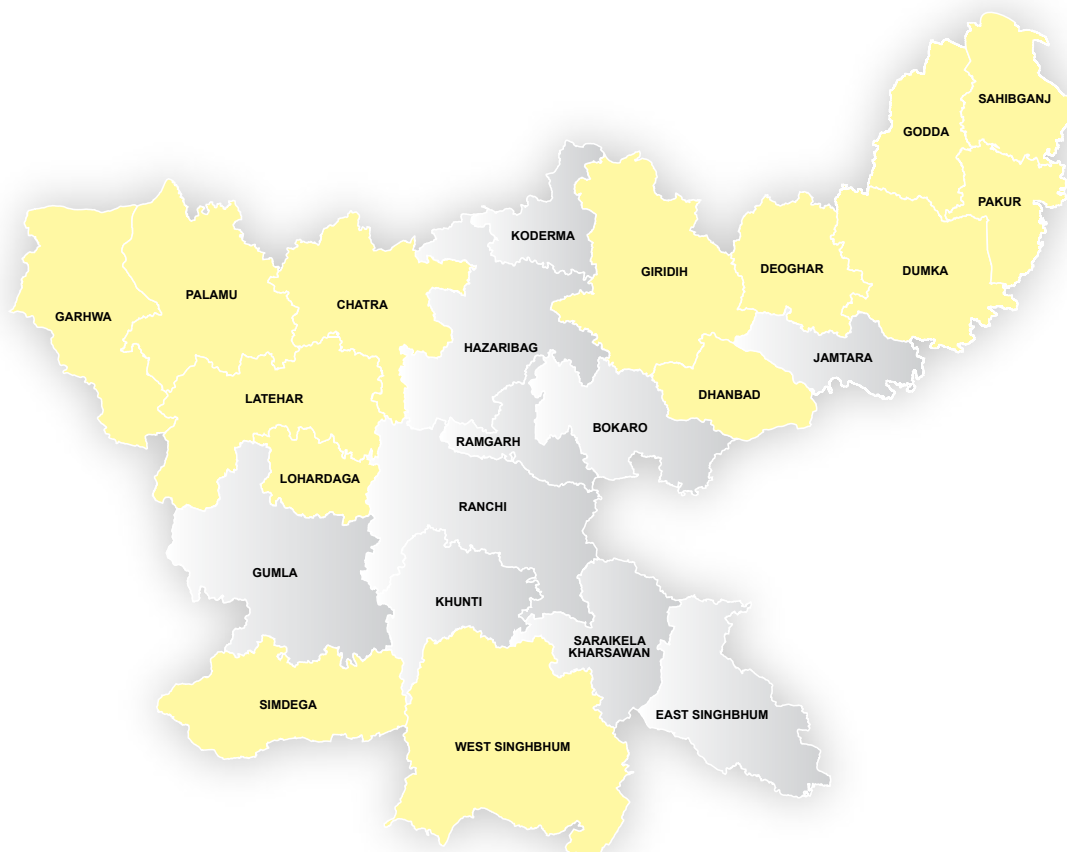 SAHIBGANJ
GODDA
PAKUR
KODERMA
GIRIDIH
DEOGHAR
DUMKA
PALAMU
CHATRA
GARHWA
HAZARIBAG
JAMTARA
LATEHAR
DHANBAD
BOKARO
RAMGARH
LOHARDAGA
RANCHI
GUMLA
KHUNTI
SARAIKELA
KHARSAWAN
SIMDEGA
EAST SINGHBHUM
WEST SINGHBHUM